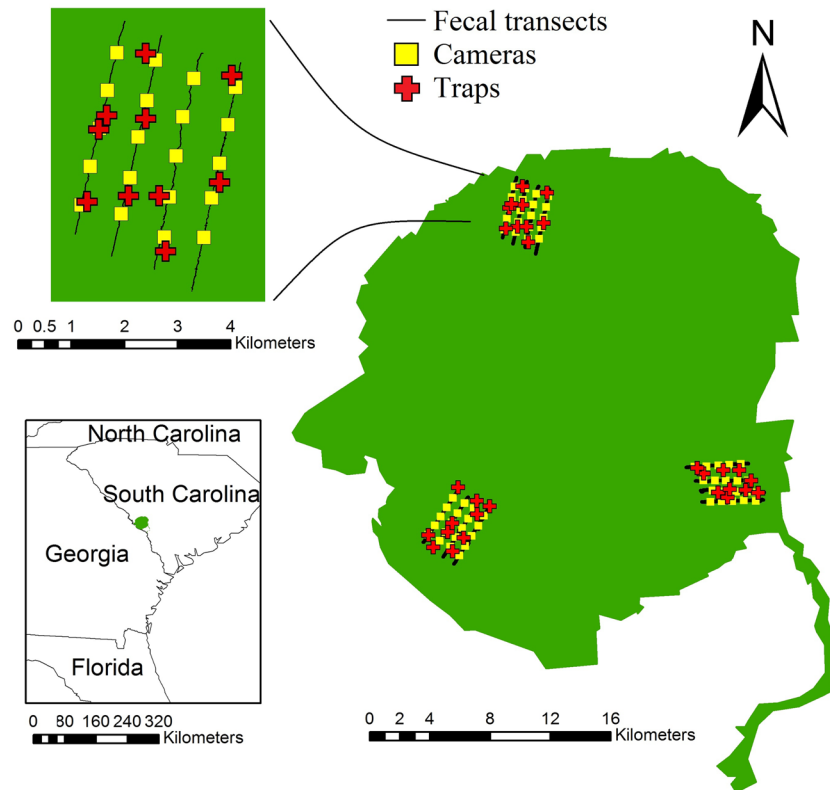 Fecal transects
Cameras
Traps
N
0 0.5 1 2 3 4
Kilometers
North Carolina
South Carolina
Georgia
Florida
0 80 160 240 320
Kilometers
0 2 4 8 12 16
Kilometers